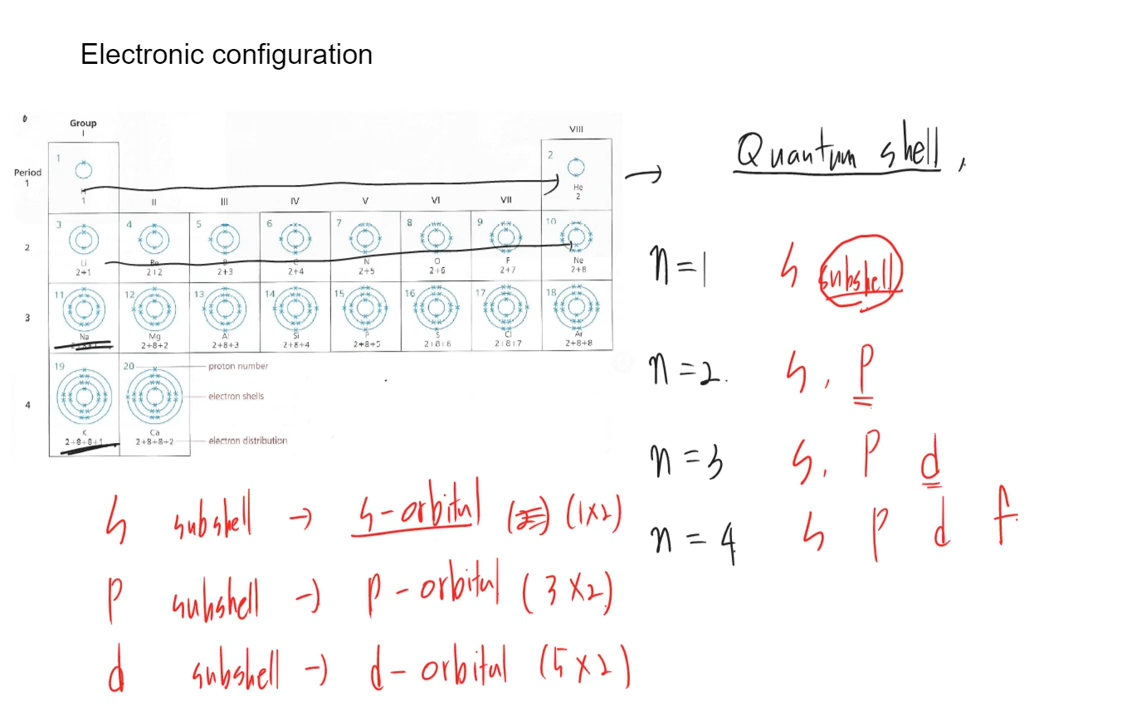 Electronic configuration
Group
I
VIII
Quantum shell,
Period
1
1
2
H
He
1
2
II III IV V VI VII
n=1 s subshell
2
3 4 5 6 7 8 9 10
Li Be B C N O F Ne
2+1 2+2 2+3 2+4 2+5 2+6 2+7 2+8
n=2. s, p
3
11 12 13 14 15 16 17 18
Na Mg Al Si P S Cl Ar
2+8+2 2+8+3 2+8+4 2+8+5 2+8+6 2+8+7 2+8+8
4
19 20 proton number
electron shells
K Ca
2+8+8+1 2+8+8+2 electron distribution
n=3 s, p d
n=4 s p d f
s subshell → s-orbital (1x2)
p subshell → p-orbital (3x2)
d subshell → d-orbital (5x2)